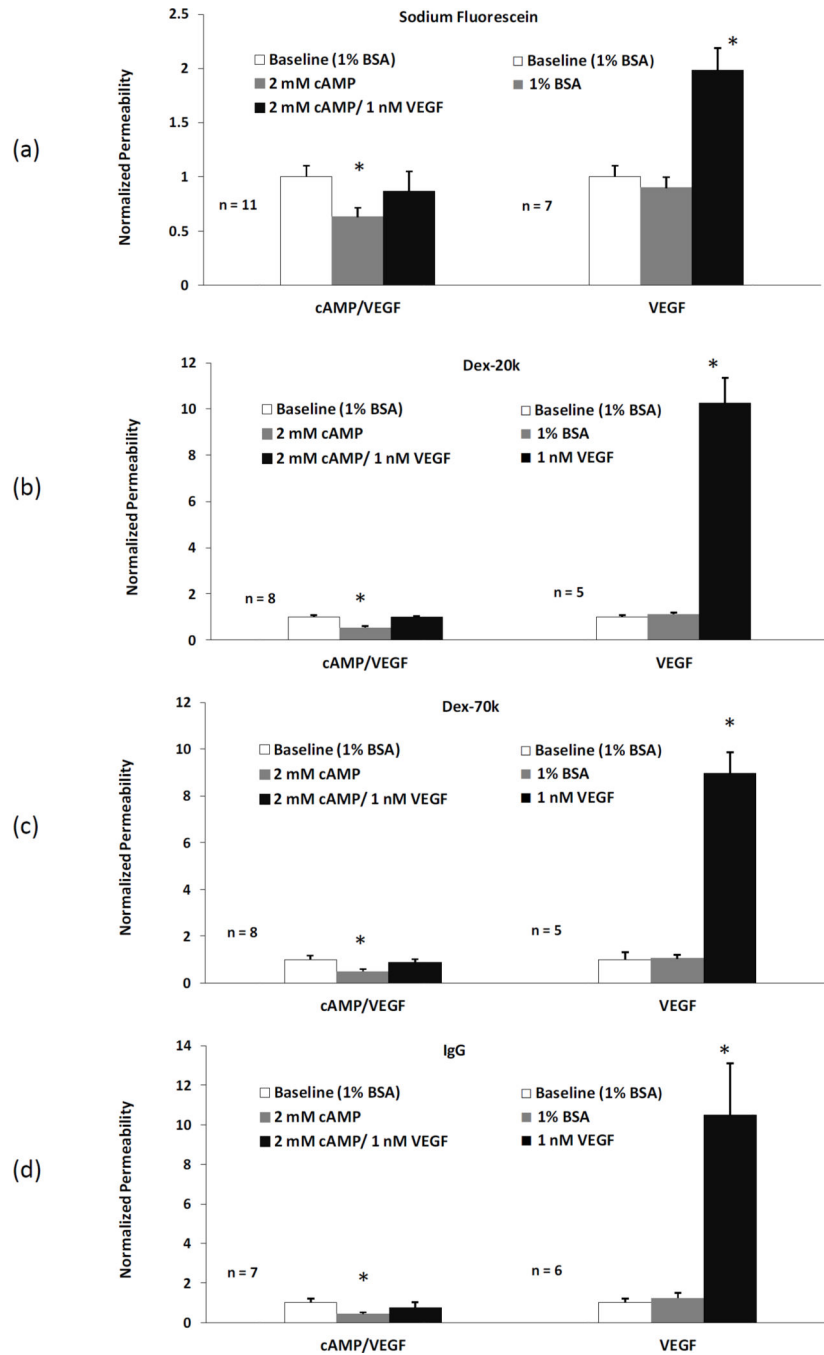 Sodium Fluorescein
2.5
2
1.5
1
0.5
0
Normalized Permeability
Baseline (1% BSA)
2 mM cAMP
2 mM cAMP/ 1 nM VEGF
Baseline (1% BSA)
1% BSA
*
*
n = 11
n = 7
(a)
cAMP/VEGF
VEGF
Dex-20k
12
10
8
6
4
2
0
Normalized Permeability
Baseline (1% BSA)
2 mM cAMP
2 mM cAMP/ 1 nM VEGF
Baseline (1% BSA)
1% BSA
1 nM VEGF
*
*
n = 8
n = 5
(b)
cAMP/VEGF
VEGF
Dex-70k
12
10
8
6
4
2
0
Normalized Permeability
Baseline (1% BSA)
2 mM cAMP
2 mM cAMP/ 1 nM VEGF
Baseline (1% BSA)
1% BSA
1 nM VEGF
*
*
n = 8
n = 5
(c)
cAMP/VEGF
VEGF
IgG
14
12
10
8
6
4
2
0
Normalized Permeability
Baseline (1% BSA)
2 mM cAMP
2 mM cAMP/ 1 nM VEGF
Baseline (1% BSA)
1% BSA
1 nM VEGF
*
*
n = 7
n = 6
(d)
cAMP/VEGF
VEGF